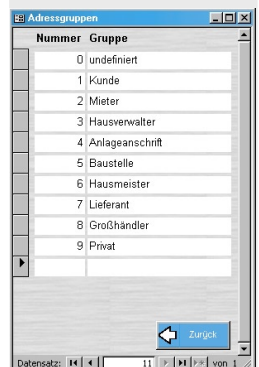 Adressgruppen
Nummer Gruppe
0 undefiniert
1 Kunde
2 Mieter
3 Hausverwalter
4 Anlageanschrift
5 Baustelle
6 Hausmeister
7 Lieferant
8 Großhändler
9 Privat
Zurück
Datensatz: 11 von 1